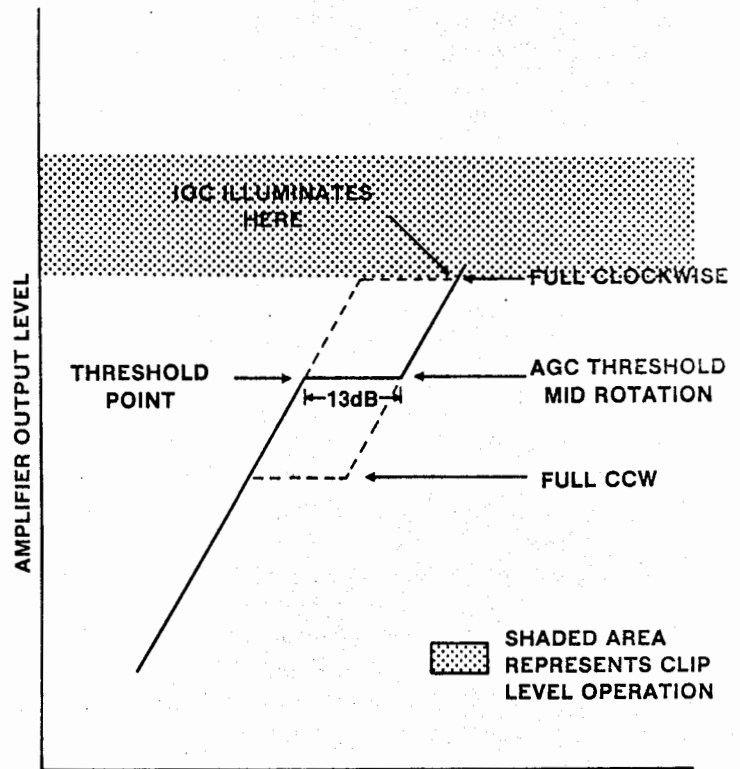 IOC ILLUMINATES
HERE
FULL CLOCKWISE
THRESHOLD
POINT
13dB
AGC THRESHOLD
MID ROTATION
FULL CCW
AMPLIFIER OUTPUT LEVEL
SHADED AREA
REPRESENTS CLIP
LEVEL OPERATION